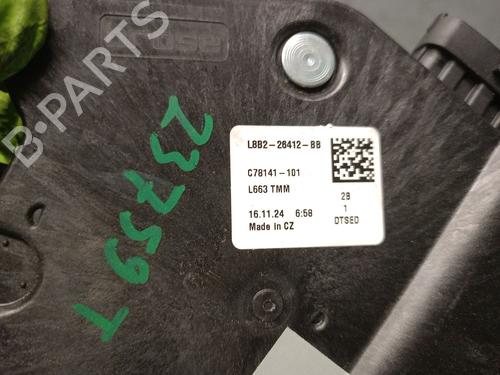 B-PARTS
L8B2-26412-BB
C78141-101
L663 TMM
16.11.24 6:58
Made in CZ
2B
1
DTSED
237597